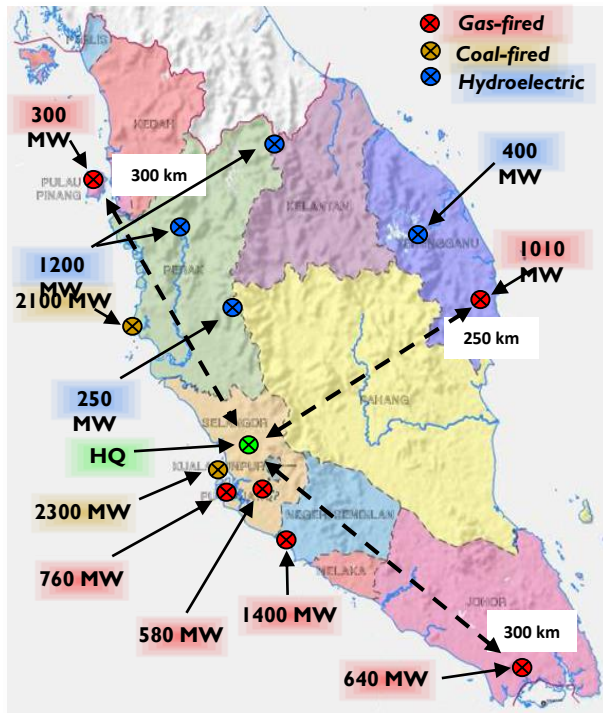 Gas-fired
Coal-fired
Hydroelectric
PERLIS
KEDAH
300
MW
300 km
PULAU
PINANG
400
MW
KELANTAN
TERENGGANU
PERAK
1200
MW
2100 MW
1010
MW
250 km
250
MW
PAHANG
SELANGOR
HQ
KUALA LUMPUR
2300 MW
NEGERI SEMBILAN
760 MW
580 MW
1400 MW
MELAKA
JOHOR
300 km
640 MW